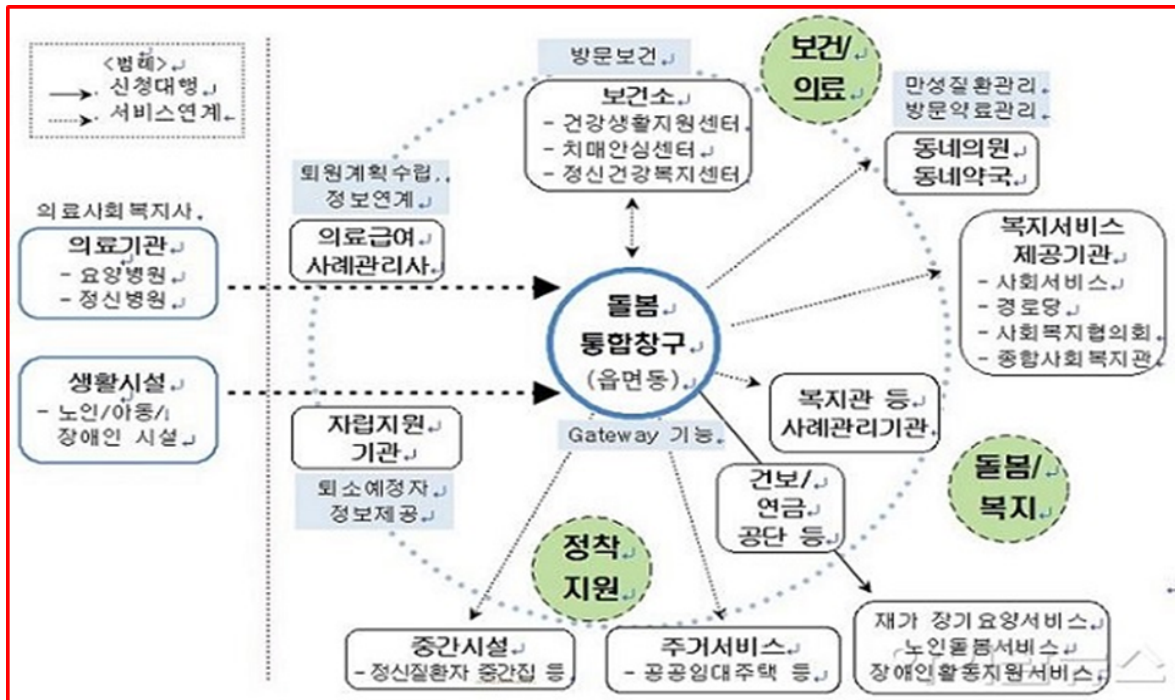 <범례>
신청대행
서비스연계
의료사회복지사
의료기관
- 요양병원
- 정신병원
생활시설
- 노인/아동/
장애인 시설
방문보건
보건소
- 건강생활지원센터
- 치매안심센터
- 정신건강복지센터
보건/
의료
만성질환관리
방문약료관리
동네의원
동네약국
퇴원계획수립,
정보연계
의료급여
사례관리사
복지서비스
제공기관
- 사회서비스
- 경로당
- 사회복지협의회
- 종합사회복지관
돌봄
통합창구
(읍면동)
Gateway 기능
자립지원
기관
퇴소예정자
정보제공
복지관 등
사례관리기관
건보/
연금
공단 등
돌봄/
복지
정착
지원
중간시설
- 정신질환자 중간집 등
주거서비스
- 공공임대주택 등
재가 장기요양서비스
노인돌봄서비스
장애인활동지원서비스